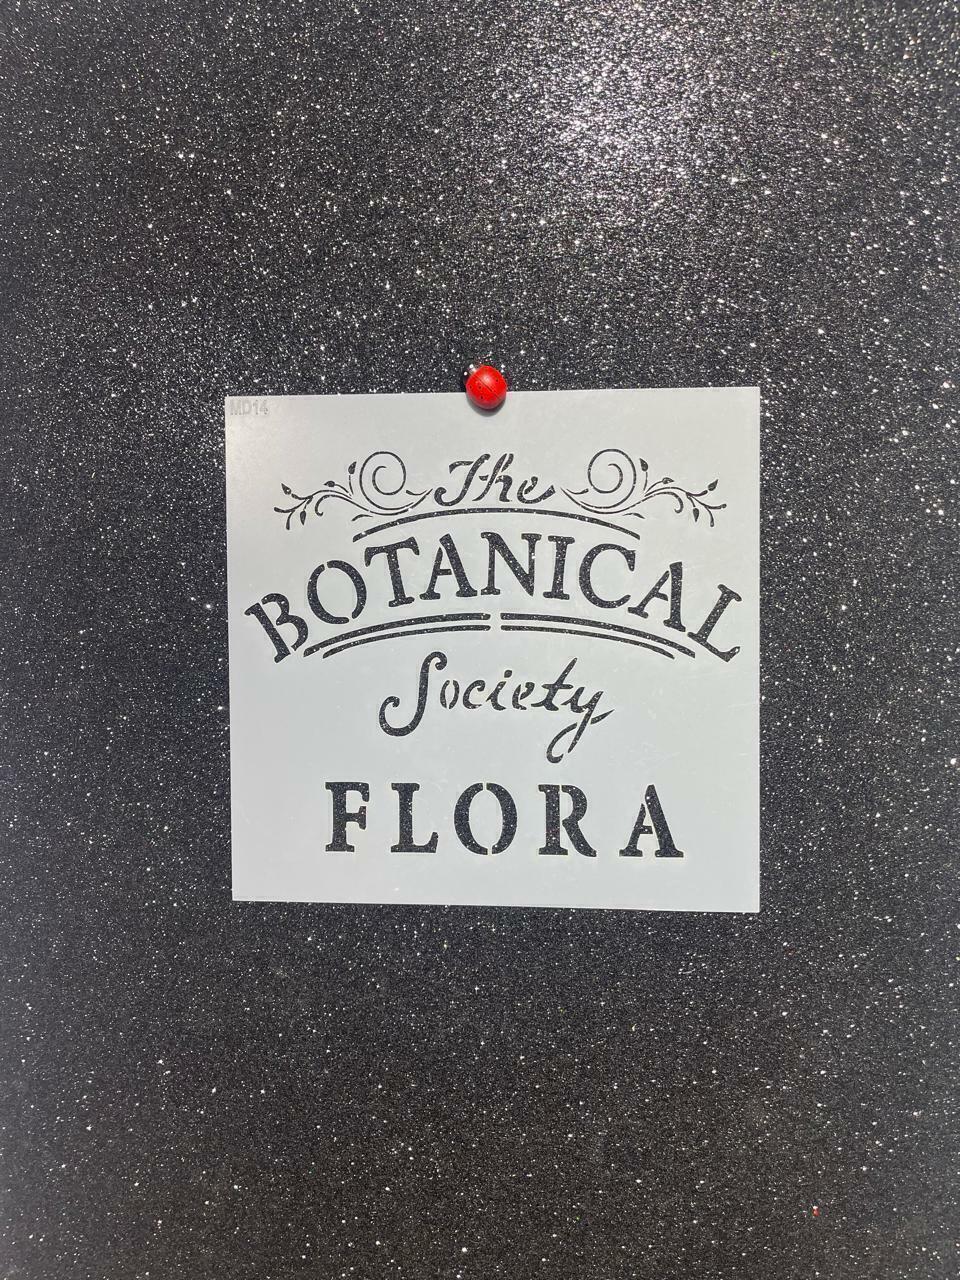 MD14
The
BOTANICAL
Society
FLORA